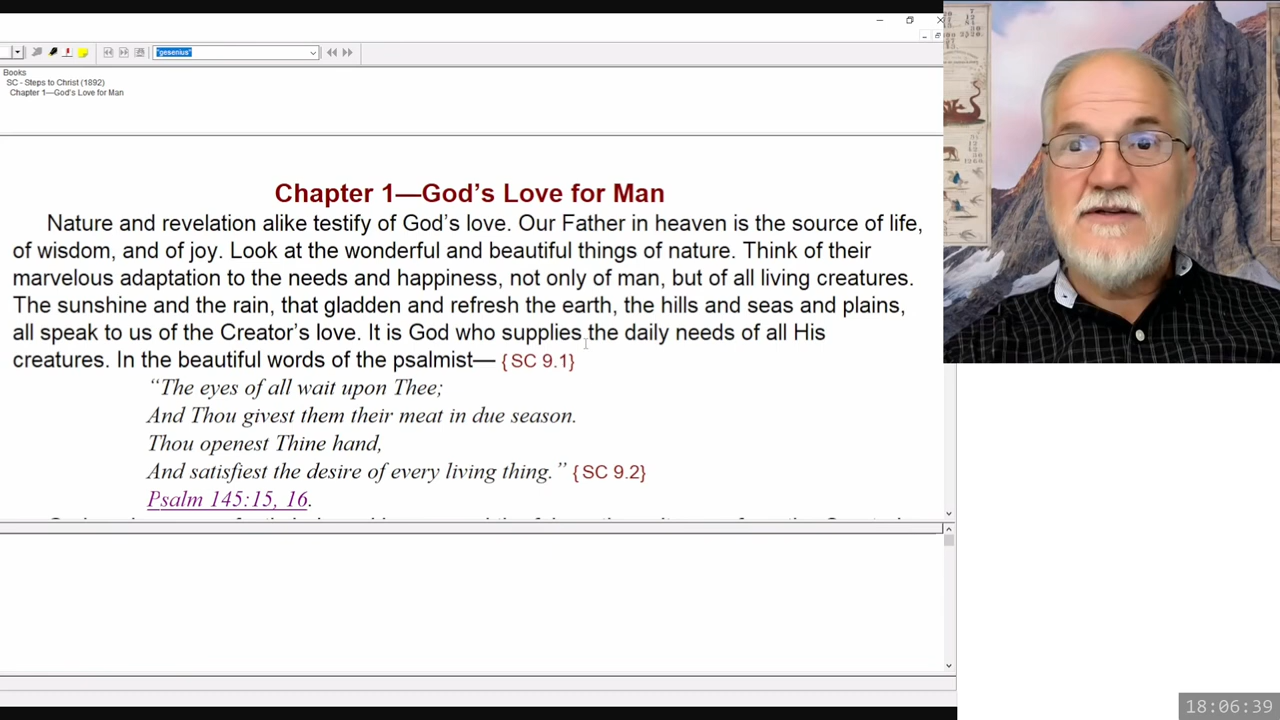 "gesenius"
Books
SC - Steps to Christ (1892)
Chapter 1—God's Love for Man
Chapter 1—God's Love for Man
Nature and revelation alike testify of God's love. Our Father in heaven is the source of life,
of wisdom, and of joy. Look at the wonderful and beautiful things of nature. Think of their
marvelous adaptation to the needs and happiness, not only of man, but of all living creatures.
The sunshine and the rain, that gladden and refresh the earth, the hills and seas and plains,
all speak to us of the Creator's love. It is God who supplies the daily needs of all His
creatures. In the beautiful words of the psalmist— {SC 9.1}
“The eyes of all wait upon Thee;
And Thou givest them their meat in due season.
Thou openest Thine hand,
And satisfiest the desire of every living thing.” {SC 9.2}
Psalm 145:15, 16.
18:06:39